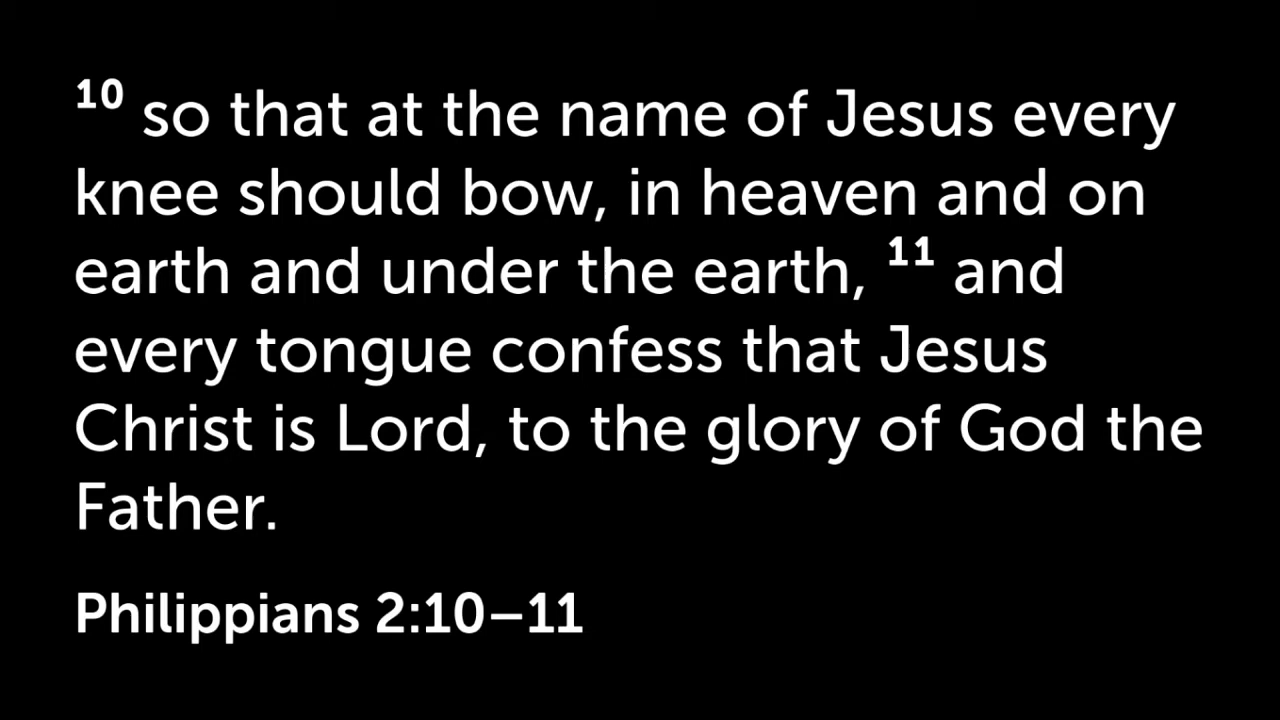 ¹⁰ so that at the name of Jesus every
knee should bow, in heaven and on
earth and under the earth, ¹¹ and
every tongue confess that Jesus
Christ is Lord, to the glory of God the
Father.
Philippians 2:10–11